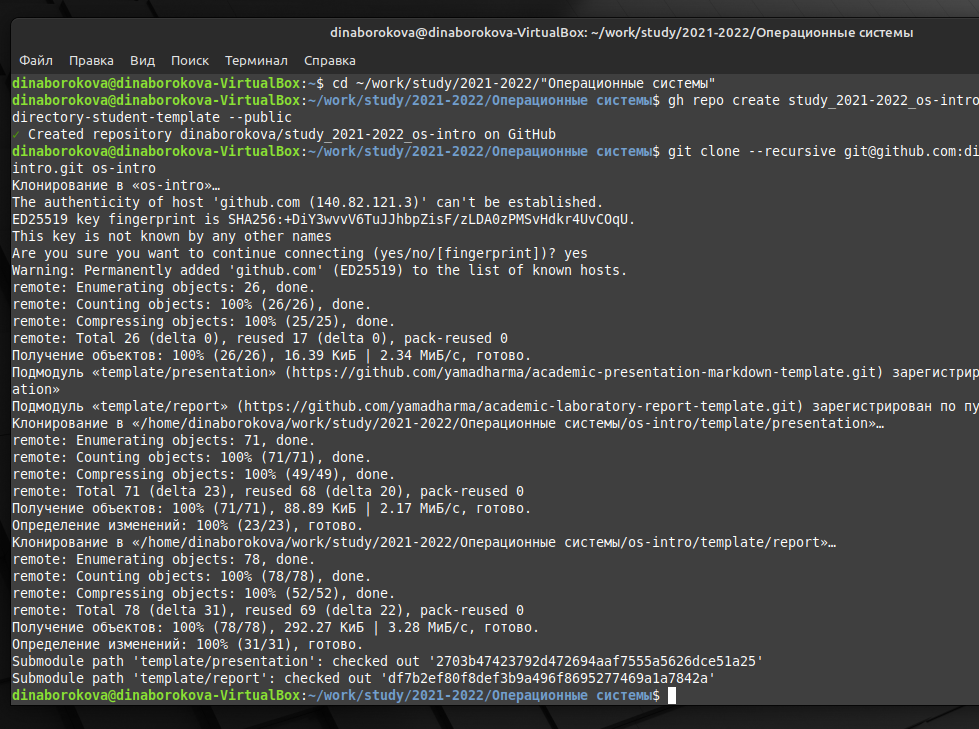 dinaborokova@dinaborokova-VirtualBox: ~/work/study/2021-2022/Операционные системы
Файл Правка Вид Поиск Терминал Справка
dinaborokova@dinaborokova-VirtualBox:~$ cd ~/work/study/2021-2022/"Операционные системы"
dinaborokova@dinaborokova-VirtualBox:~/work/study/2021-2022/Операционные системы$ gh repo create study_2021-2022_os-intro
directory-student-template --public
✓ Created repository dinaborokova/study_2021-2022_os-intro on GitHub
dinaborokova@dinaborokova-VirtualBox:~/work/study/2021-2022/Операционные системы$ git clone --recursive git@github.com:di
intro.git os-intro
Клонирование в «os-intro»…
The authenticity of host 'github.com (140.82.121.3)' can't be established.
ED25519 key fingerprint is SHA256:+DiY3wvvV6TuJJhbpZisF/zLDA0zPMSvHdkr4UvCOqU.
This key is not known by any other names
Are you sure you want to continue connecting (yes/no/[fingerprint])? yes
Warning: Permanently added 'github.com' (ED25519) to the list of known hosts.
remote: Enumerating objects: 26, done.
remote: Counting objects: 100% (26/26), done.
remote: Compressing objects: 100% (25/25), done.
remote: Total 26 (delta 0), reused 17 (delta 0), pack-reused 0
Получение объектов: 100% (26/26), 16.39 КиБ | 2.34 МиБ/с, готово.
Подмодуль «template/presentation» (https://github.com/yamadharma/academic-presentation-markdown-template.git) зарегистрир
ation»
Подмодуль «template/report» (https://github.com/yamadharma/academic-laboratory-report-template.git) зарегистрирован по пу
Клонирование в «/home/dinaborokova/work/study/2021-2022/Операционные системы/os-intro/template/presentation»…
remote: Enumerating objects: 71, done.
remote: Counting objects: 100% (71/71), done.
remote: Compressing objects: 100% (49/49), done.
remote: Total 71 (delta 23), reused 68 (delta 20), pack-reused 0
Получение объектов: 100% (71/71), 88.89 КиБ | 2.17 МиБ/с, готово.
Определение изменений: 100% (23/23), готово.
Клонирование в «/home/dinaborokova/work/study/2021-2022/Операционные системы/os-intro/template/report»…
remote: Enumerating objects: 78, done.
remote: Counting objects: 100% (78/78), done.
remote: Compressing objects: 100% (52/52), done.
remote: Total 78 (delta 31), reused 69 (delta 22), pack-reused 0
Получение объектов: 100% (78/78), 292.27 КиБ | 3.28 МиБ/с, готово.
Определение изменений: 100% (31/31), готово.
Submodule path 'template/presentation': checked out '2703b47423792d472694aaf7555a5626dce51a25'
Submodule path 'template/report': checked out 'df7b2ef80f8def3b9a496f8695277469a1a7842a'
dinaborokova@dinaborokova-VirtualBox:~/work/study/2021-2022/Операционные системы$